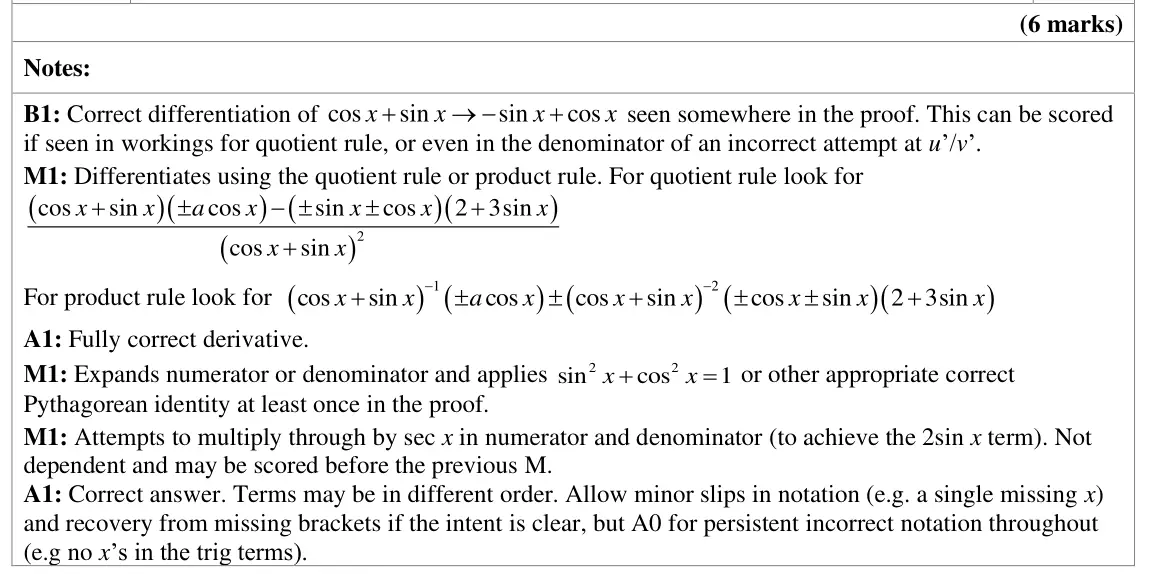 (6 marks)
Notes:
B1: Correct differentiation of cos x + sin x → − sin x + cos x seen somewhere in the proof. This can be scored
if seen in workings for quotient rule, or even in the denominator of an incorrect attempt at u’/v’.
M1: Differentiates using the quotient rule or product rule. For quotient rule look for
(cos x + sin x)(±a cos x) − (±sin x ± cos x)(2 + 3sin x)
(cos x + sin x)²
For product rule look for (cos x + sin x)⁻¹ (±a cos x) ± (cos x + sin x)⁻² (±cos x ± sin x)(2 + 3sin x)
A1: Fully correct derivative.
M1: Expands numerator or denominator and applies sin² x + cos² x = 1 or other appropriate correct
Pythagorean identity at least once in the proof.
M1: Attempts to multiply through by sec x in numerator and denominator (to achieve the 2sin x term). Not
dependent and may be scored before the previous M.
A1: Correct answer. Terms may be in different order. Allow minor slips in notation (e.g. a single missing x)
and recovery from missing brackets if the intent is clear, but A0 for persistent incorrect notation throughout
(e.g no x’s in the trig terms).